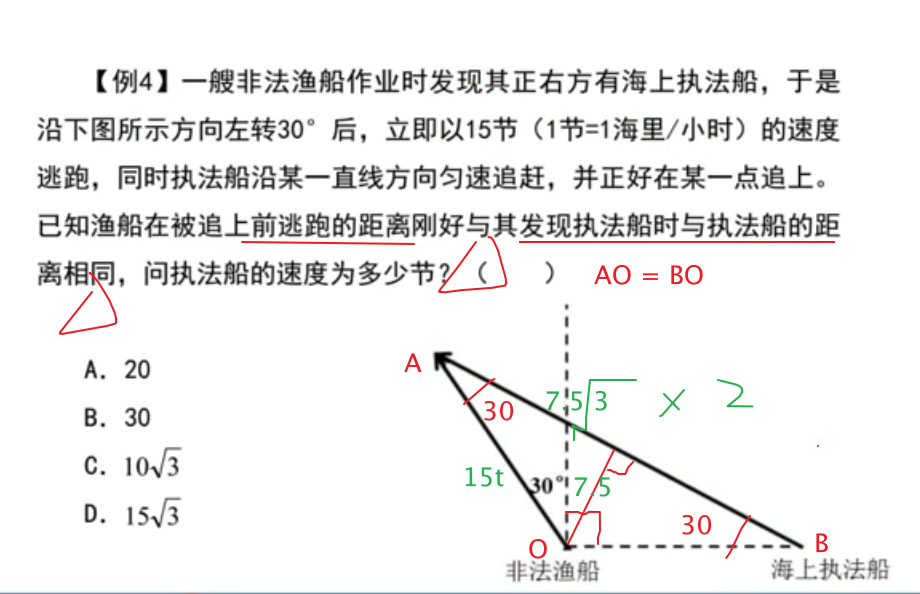 【例4】一艘非法渔船作业时发现其正右方有海上执法船，于是
沿下图所示方向左转30°后，立即以15节（1节=1海里/小时）的速度
逃跑，同时执法船沿某一直线方向匀速追赶，并正好在某一点追上。
已知渔船在被追上前逃跑的距离刚好与其发现执法船时与执法船的距
离相同，问执法船的速度为多少节？（　　）
AO = BO
A
A. 20
30
7.5√3 × 2
B. 30
C. 10√3
15t
30°
7.5
D. 15√3
30
O
B
非法渔船
海上执法船